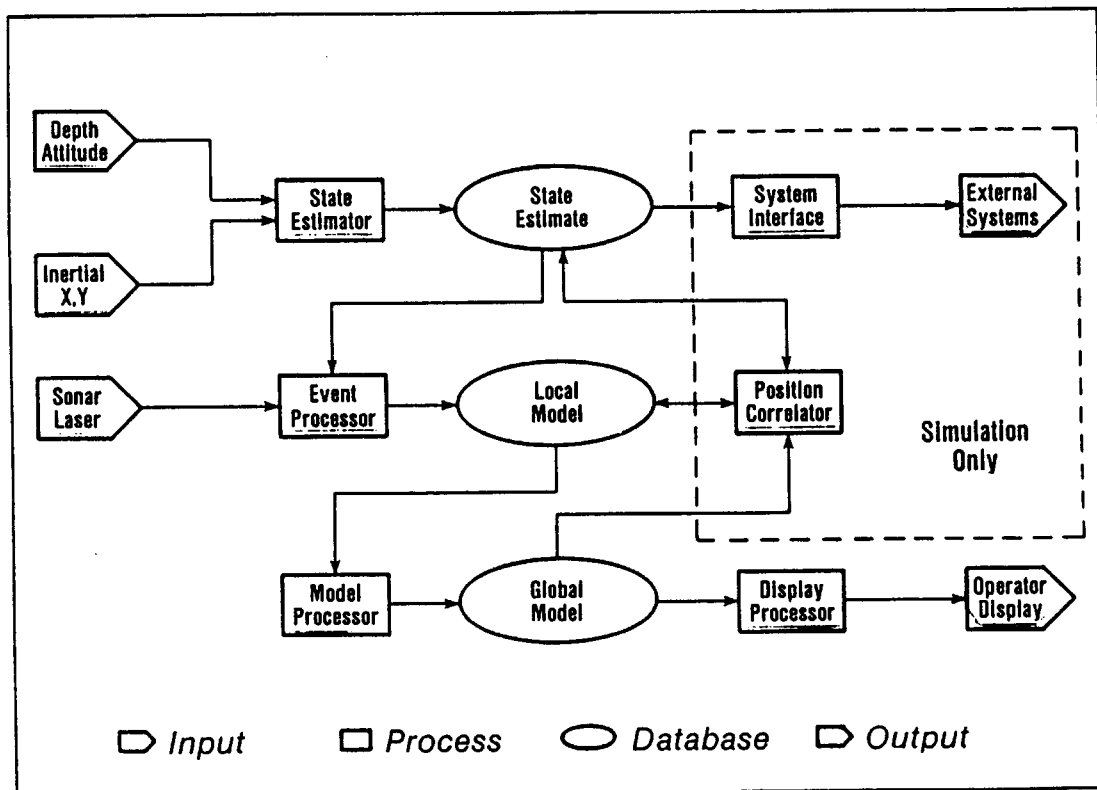 Depth
Attitude
State
Estimator
State
Estimate
System
Interface
External
Systems
Inertial
X,Y
Sonar
Laser
Event
Processor
Local
Model
Position
Correlator
Simulation
Only
Model
Processor
Global
Model
Display
Processor
Operator
Display
Input
Process
Database
Output